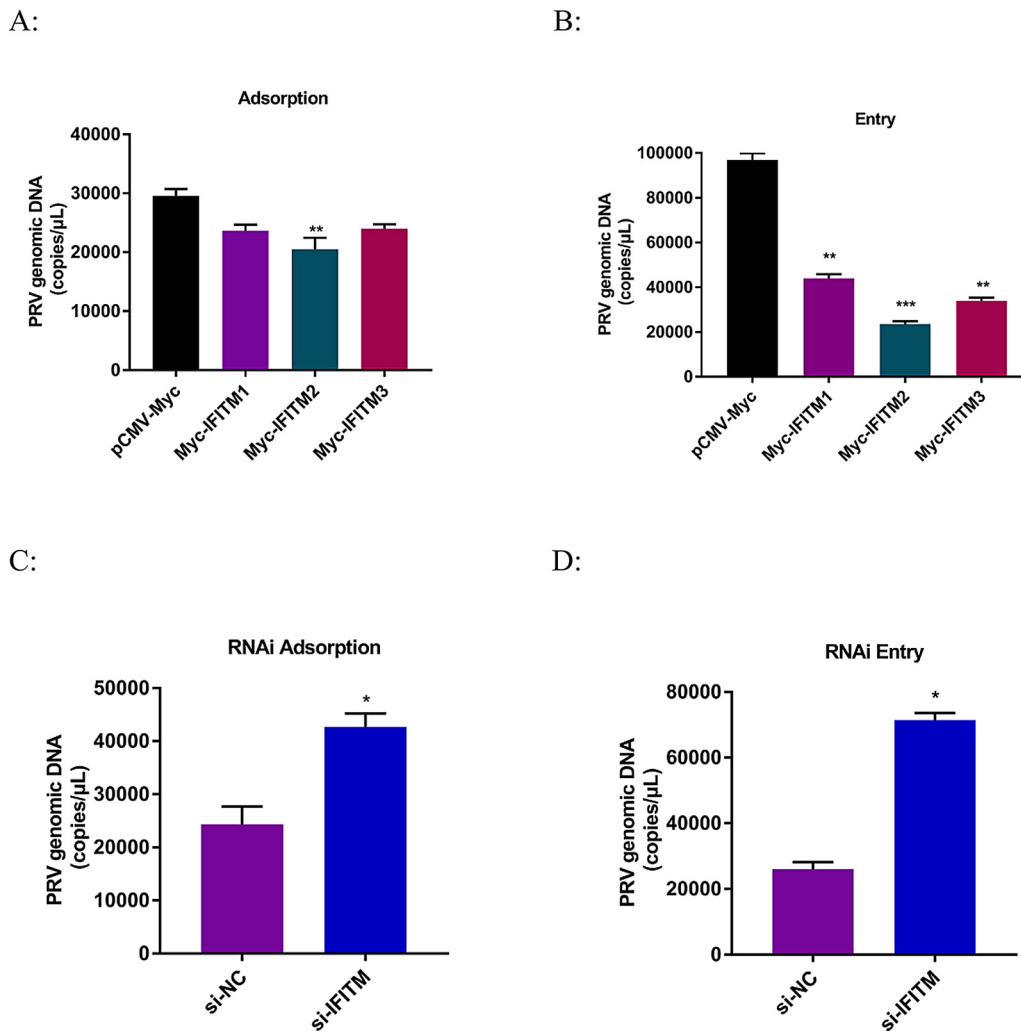 A:
Adsorption
PRV genomic DNA
(copies/µL)
40000
30000
20000
10000
0
**
pCMV-Myc
Myc-IFITM1
Myc-IFITM2
Myc-IFITM3
B:
Entry
PRV genomic DNA
(copies/µL)
100000
80000
60000
40000
20000
0
**
***
**
pCMV-Myc
Myc-IFITM1
Myc-IFITM2
Myc-IFITM3
C:
RNAi Adsorption
PRV genomic DNA
(copies/µL)
50000
40000
30000
20000
10000
0
*
si-NC
si-IFITM
D:
RNAi Entry
PRV genomic DNA
(copies/µL)
80000
60000
40000
20000
0
*
si-NC
si-IFITM